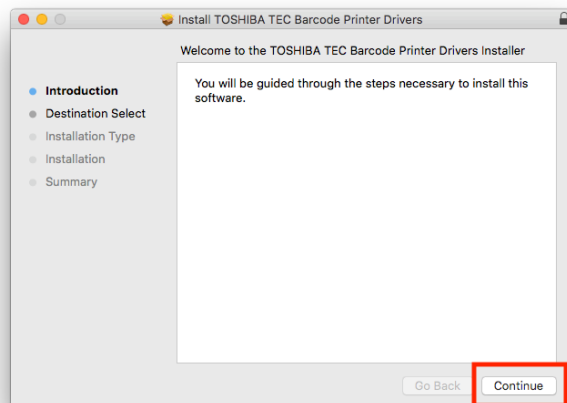 Install TOSHIBA TEC Barcode Printer Drivers
Welcome to the TOSHIBA TEC Barcode Printer Drivers Installer
Introduction
Destination Select
Installation Type
Installation
Summary
You will be guided through the steps necessary to install this
software.
Go Back
Continue